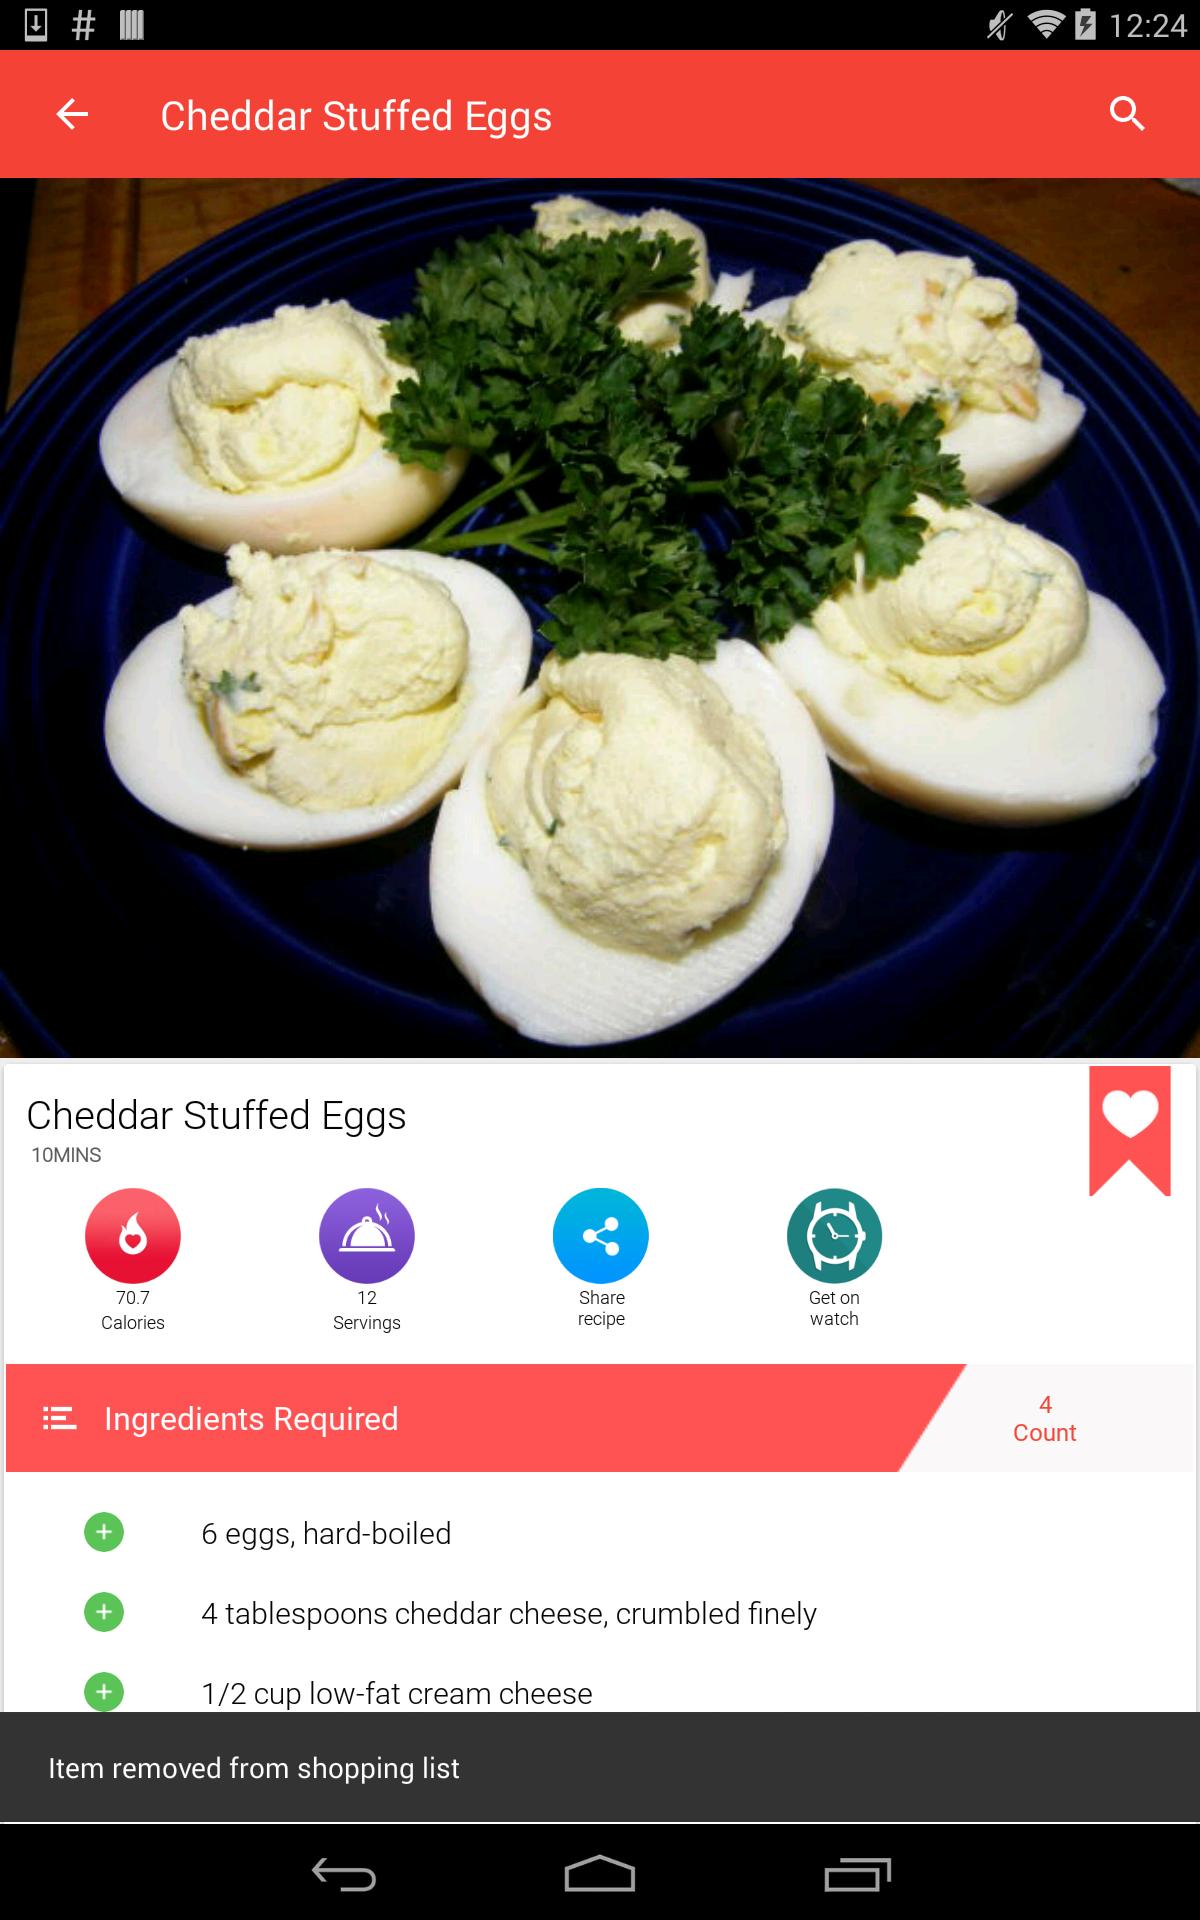 12:24
Cheddar Stuffed Eggs
Cheddar Stuffed Eggs
10MINS
70.7
Calories
12
Servings
Share
recipe
Get on
watch
Ingredients Required
4
Count
6 eggs, hard-boiled
4 tablespoons cheddar cheese, crumbled finely
1/2 cup low-fat cream cheese
Item removed from shopping list